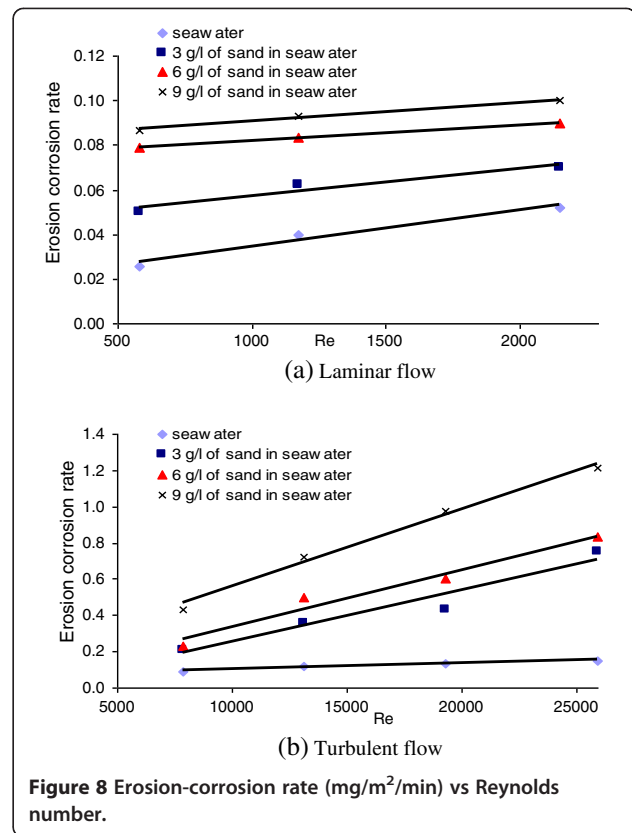 0.12
0.10
0.08
0.06
0.04
0.02
0.00
Erosion corrosion rate
seaw ater
3 g/l of sand in seaw ater
6 g/l of sand in seaw ater
9 g/l of sand in seaw ater
500 1000 1500 2000
Re
(a) Laminar flow
1.4
1.2
1.0
0.8
0.6
0.4
0.2
0.0
Erosion corrosion rate
seaw ater
3 g/l of sand in seaw ater
6 g/l of sand in seaw ater
9 g/l of sand in seaw ater
5000 10000 15000 20000 25000
Re
(b) Turbulent flow
Figure 8 Erosion-corrosion rate (mg/m²/min) vs Reynolds
number.